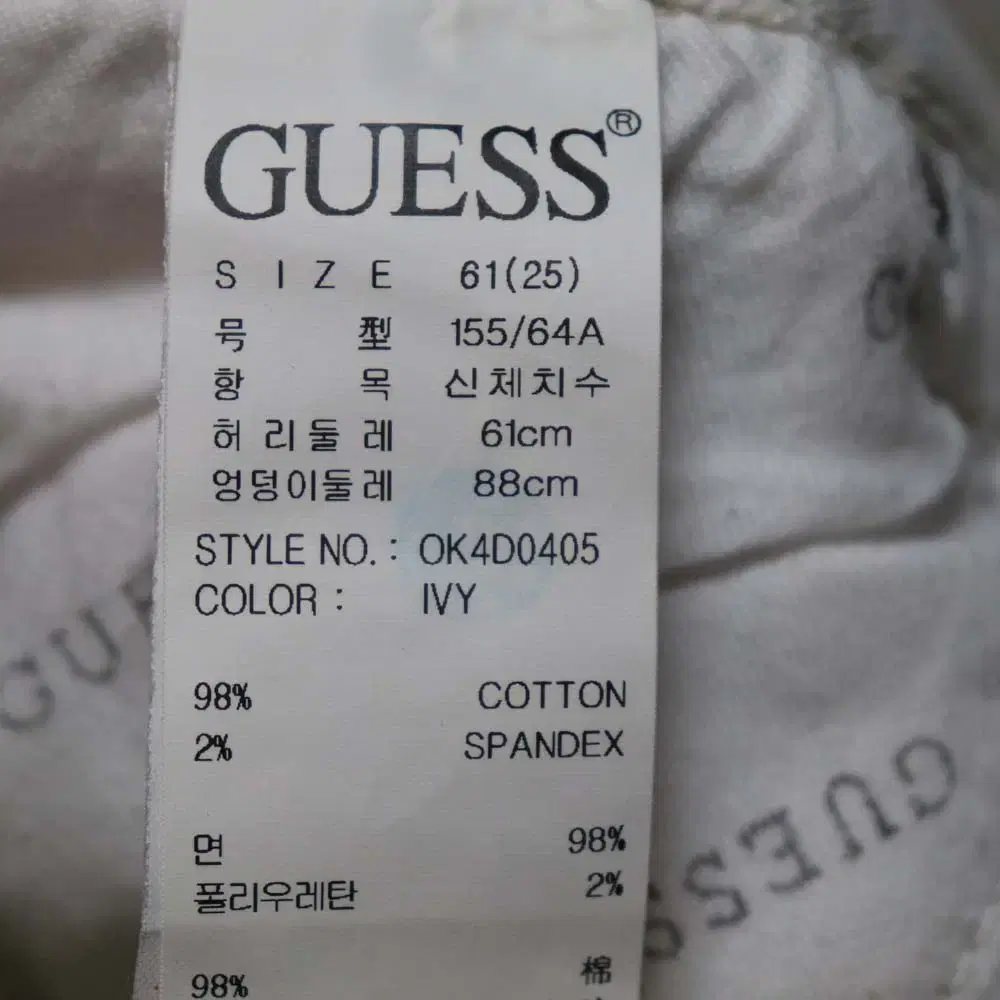 GUESS®
SIZE 61(25)
号 型 155/64A
항 목 신체치수
허리둘레 61cm
엉덩이둘레 88cm
STYLE NO. : OK4D0405
COLOR : IVY
98% COTTON
2% SPANDEX
면 98%
폴리우레탄 2%
98% 棉
GUESS